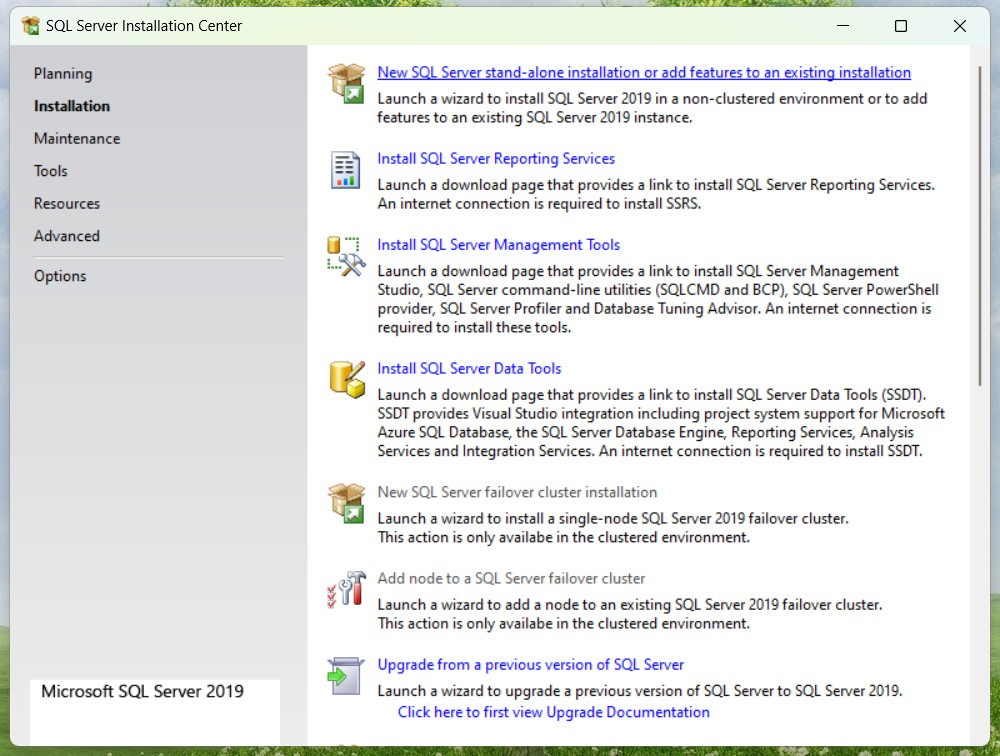 SQL Server Installation Center
Planning
Installation
Maintenance
Tools
Resources
Advanced
Options
Microsoft SQL Server 2019
New SQL Server stand-alone installation or add features to an existing installation
Launch a wizard to install SQL Server 2019 in a non-clustered environment or to add
features to an existing SQL Server 2019 instance.
Install SQL Server Reporting Services
Launch a download page that provides a link to install SQL Server Reporting Services.
An internet connection is required to install SSRS.
Install SQL Server Management Tools
Launch a download page that provides a link to install SQL Server Management
Studio, SQL Server command-line utilities (SQLCMD and BCP), SQL Server PowerShell
provider, SQL Server Profiler and Database Tuning Advisor. An internet connection is
required to install these tools.
Install SQL Server Data Tools
Launch a download page that provides a link to install SQL Server Data Tools (SSDT).
SSDT provides Visual Studio integration including project system support for Microsoft
Azure SQL Database, the SQL Server Database Engine, Reporting Services, Analysis
Services and Integration Services. An internet connection is required to install SSDT.
New SQL Server failover cluster installation
Launch a wizard to install a single-node SQL Server 2019 failover cluster.
This action is only availabe in the clustered environment.
Add node to a SQL Server failover cluster
Launch a wizard to add a node to an existing SQL Server 2019 failover cluster.
This action is only availabe in the clustered environment.
Upgrade from a previous version of SQL Server
Launch a wizard to upgrade a previous version of SQL Server to SQL Server 2019.
Click here to first view Upgrade Documentation